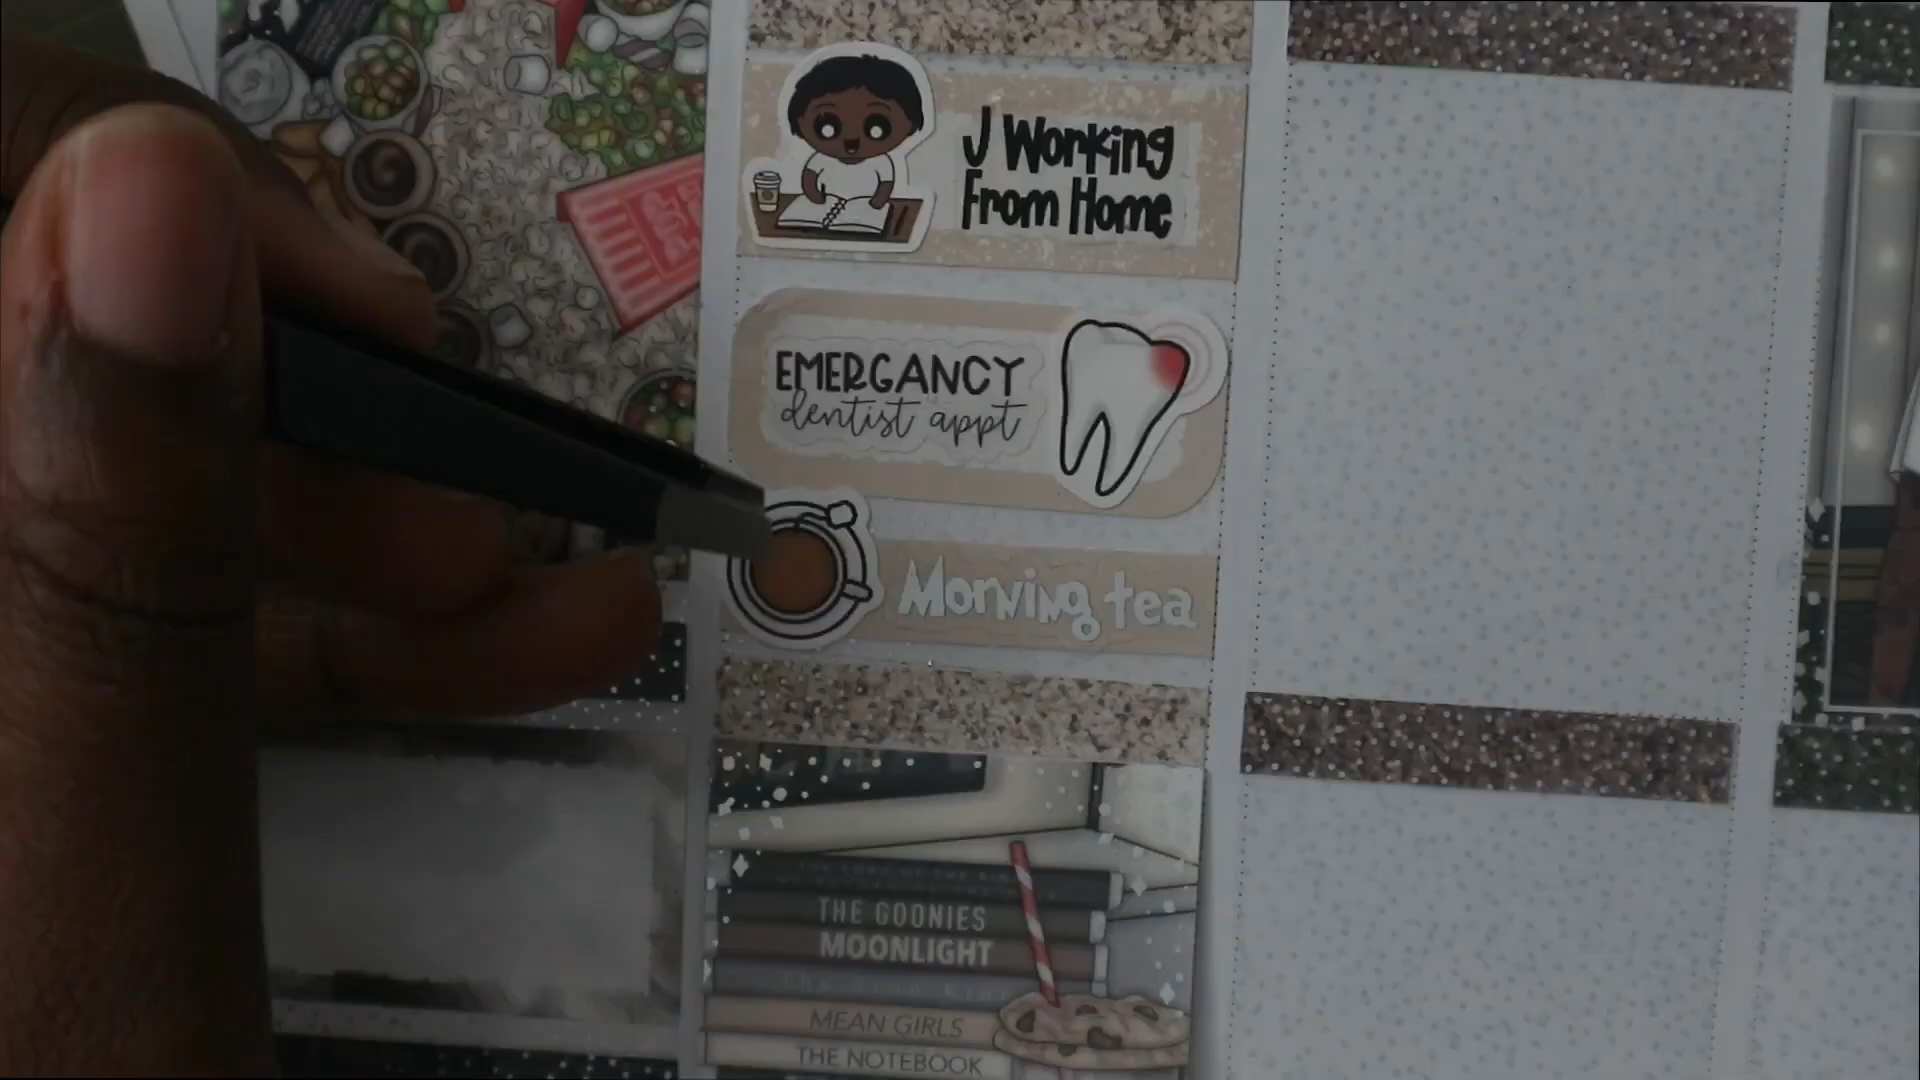 J Working
From Home
EMERGANCY
dentist appt
Morning tea
THE GOONIES
MOONLIGHT
MEAN GIRLS
THE NOTEBOOK